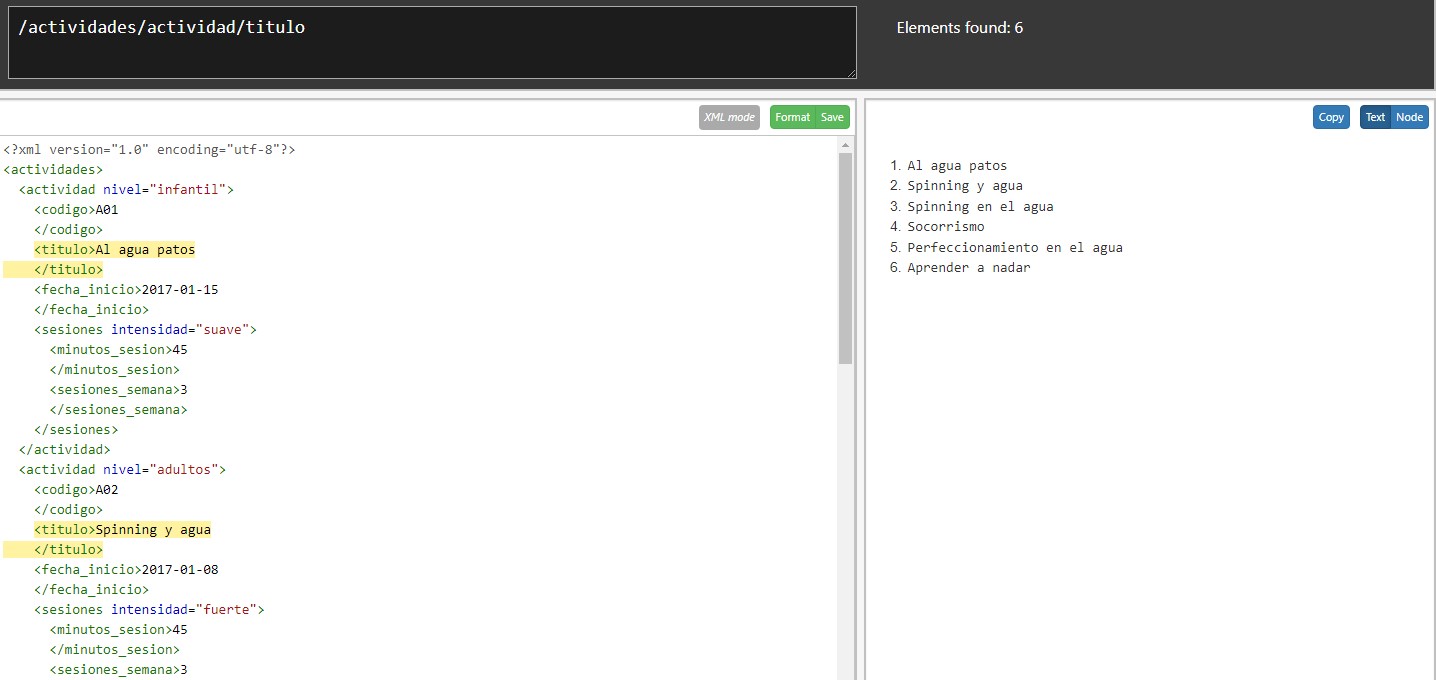 /actividades/actividad/titulo
Elements found: 6
XML mode Format Save
<?xml version="1.0" encoding="utf-8"?>
<actividades>
  <actividad nivel="infantil">
    <codigo>A01
    </codigo>
    <titulo>Al agua patos
    </titulo>
    <fecha_inicio>2017-01-15
    </fecha_inicio>
    <sesiones intensidad="suave">
      <minutos_sesion>45
      </minutos_sesion>
      <sesiones_semana>3
      </sesiones_semana>
    </sesiones>
  </actividad>
  <actividad nivel="adultos">
    <codigo>A02
    </codigo>
    <titulo>Spinning y agua
    </titulo>
    <fecha_inicio>2017-01-08
    </fecha_inicio>
    <sesiones intensidad="fuerte">
      <minutos_sesion>45
      </minutos_sesion>
      <sesiones_semana>3
Copy Text Node
1. Al agua patos
2. Spinning y agua
3. Spinning en el agua
4. Socorrismo
5. Perfeccionamiento en el agua
6. Aprender a nadar